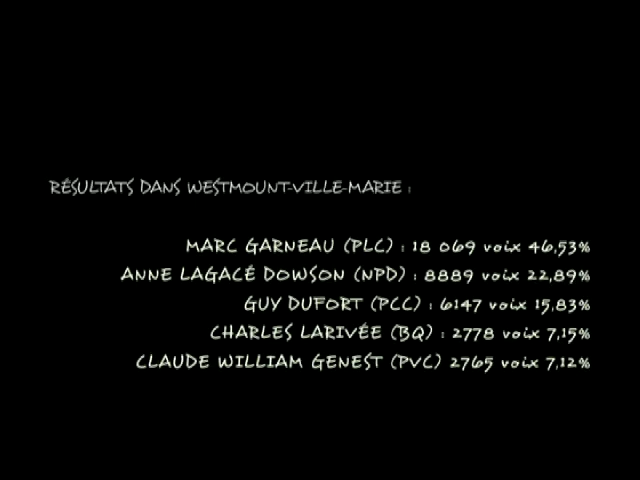 RÉSULTATS DANS WESTMOUNT-VILLE-MARIE :
MARC GARNEAU (PLC) : 18 069 voix 46,53%
ANNE LAGACÉ DOWSON (NPD) : 8889 voix 22,89%
GUY DUFORT (PCC) : 6147 voix 15,83%
CHARLES LARIVÉE (BQ) : 2778 voix 7,15%
CLAUDE WILLIAM GENEST (PVC) 2765 voix 7,12%